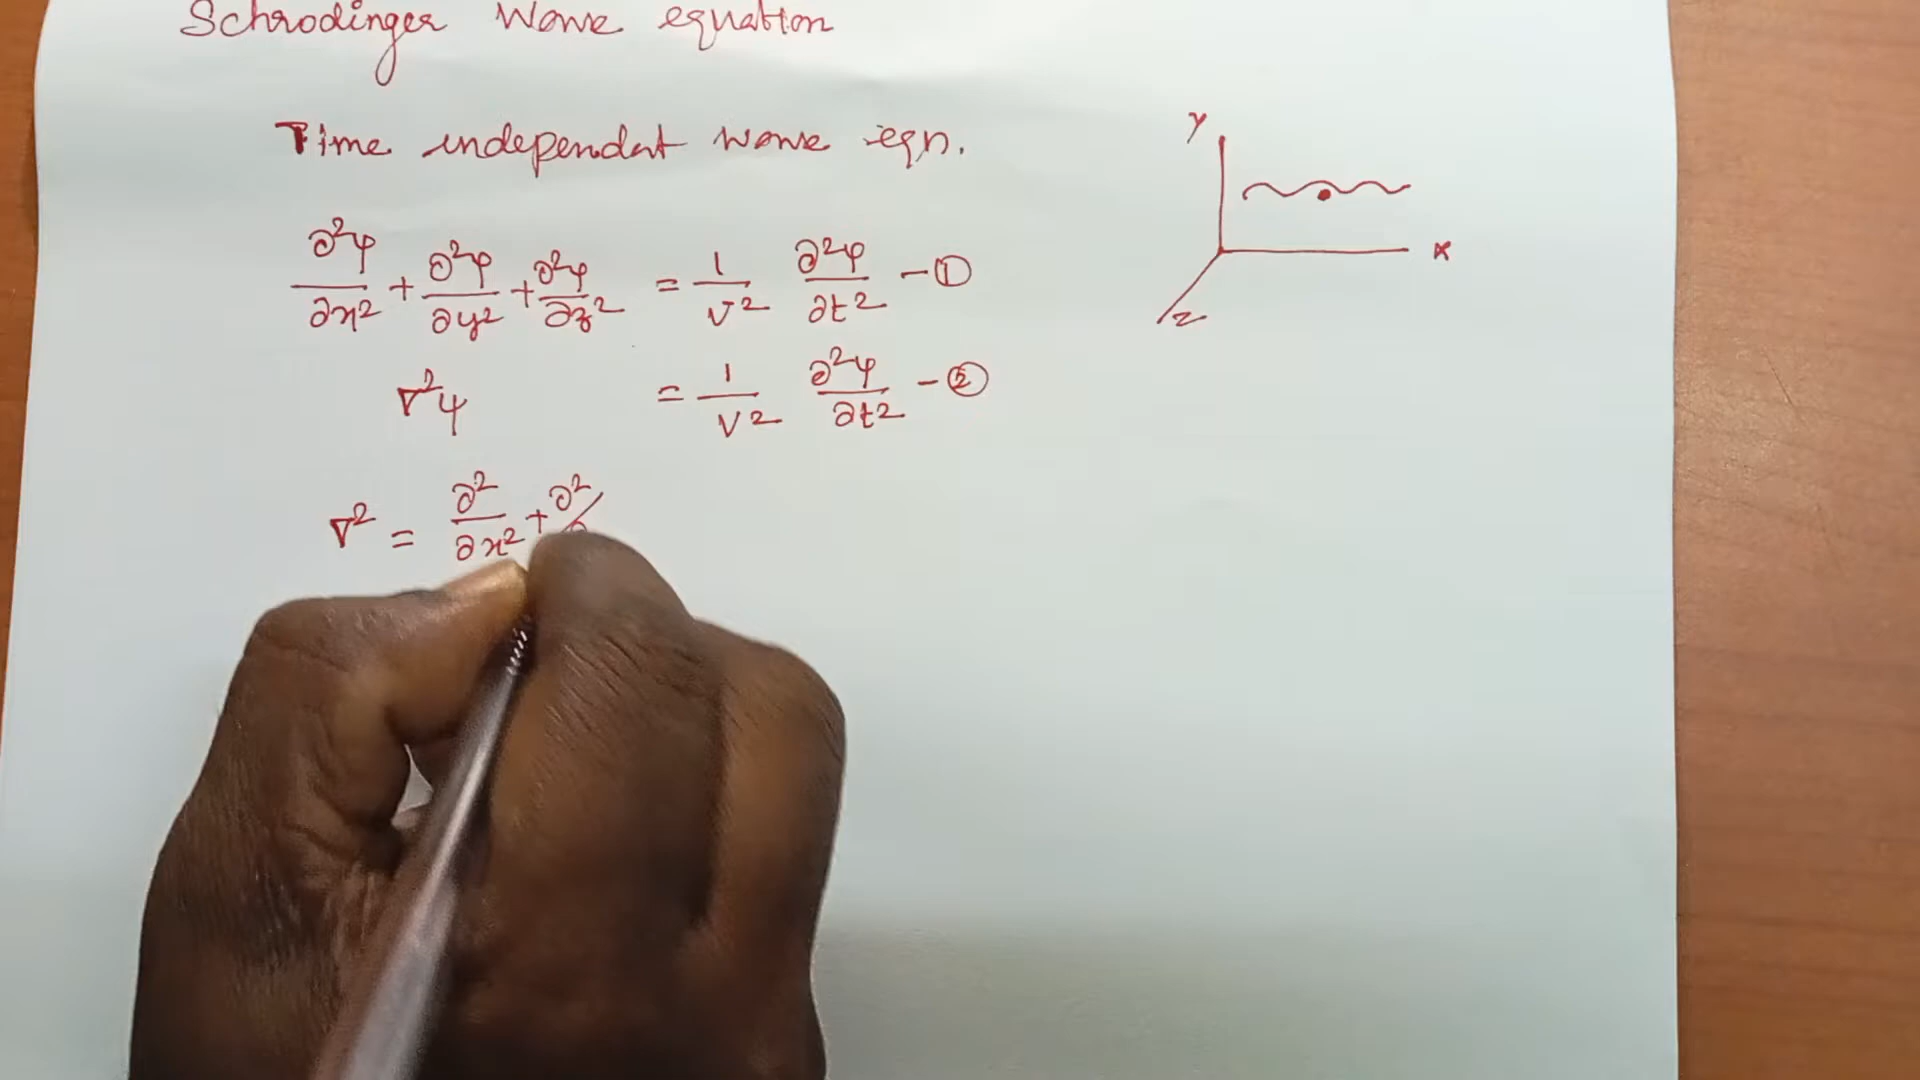 Schrodinger Wave equation
Time independat wave eqn.
∂²ψ/∂x² + ∂²ψ/∂y² + ∂²ψ/∂z² = 1/V² ∂²ψ/∂t² - ①
∇²ψ = 1/V² ∂²ψ/∂t² - ②
∇² = ∂²/∂x² + ∂²/
Y
X
Z